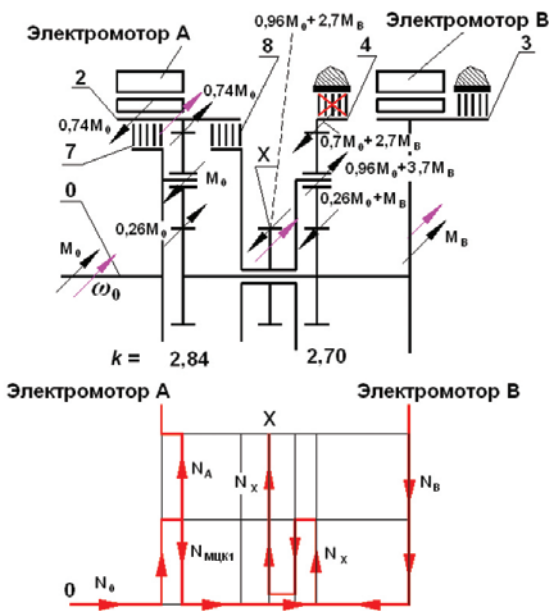 0,96M₀+2,7M_B
Электромотор A
Электромотор B
8
4
3
2
0,74M₀
0,74M₀
0,7M₀+2,7M_B
7
X
0,96M₀+3,7M_B
M₀
0
0,26M₀+M_B
0,26M₀
M₀
M_B
ω₀
k = 2,84 2,70
Электромотор A
Электромотор B
X
N_A
N_X
N_B
N_МЦК1
N_X
0
N₀